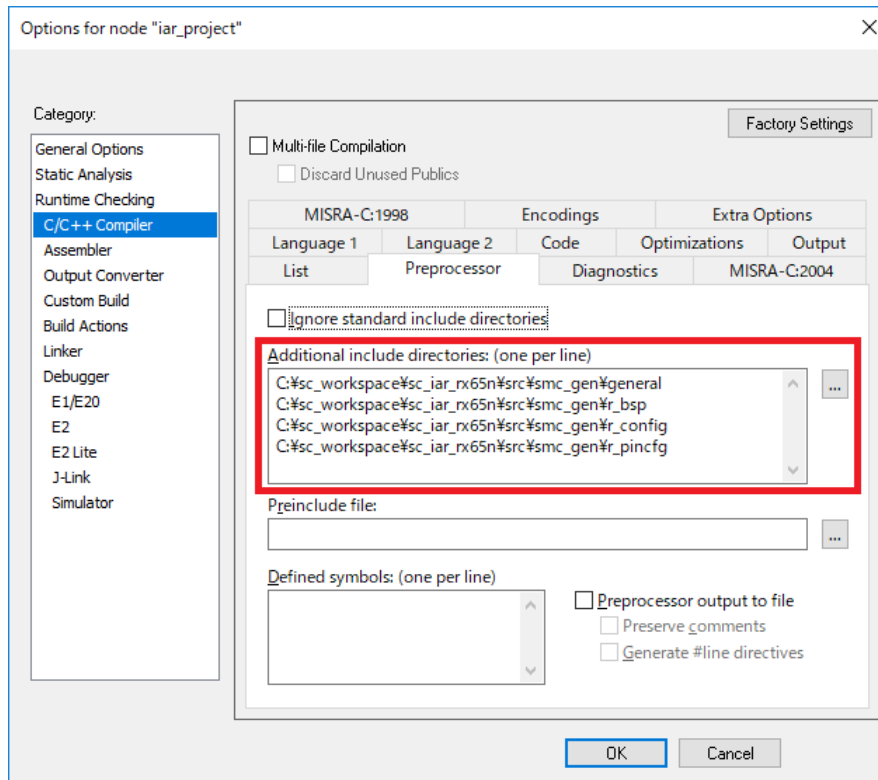 Options for node "iar_project"
Category:
General Options
Static Analysis
Runtime Checking
C/C++ Compiler
Assembler
Output Converter
Custom Build
Build Actions
Linker
Debugger
E1/E20
E2
E2 Lite
J-Link
Simulator
Factory Settings
Multi-file Compilation
Discard Unused Publics
MISRA-C:1998 Encodings Extra Options
Language 1 Language 2 Code Optimizations Output
List Preprocessor Diagnostics MISRA-C:2004
Ignore standard include directories
Additional include directories: (one per line)
C:¥sc_workspace¥sc_iar_rx65n¥src¥smc_gen¥general
C:¥sc_workspace¥sc_iar_rx65n¥src¥smc_gen¥r_bsp
C:¥sc_workspace¥sc_iar_rx65n¥src¥smc_gen¥r_config
C:¥sc_workspace¥sc_iar_rx65n¥src¥smc_gen¥r_pincfg
...
Preinclude file:
...
Defined symbols: (one per line)
Preprocessor output to file
Preserve comments
Generate #line directives
OK Cancel